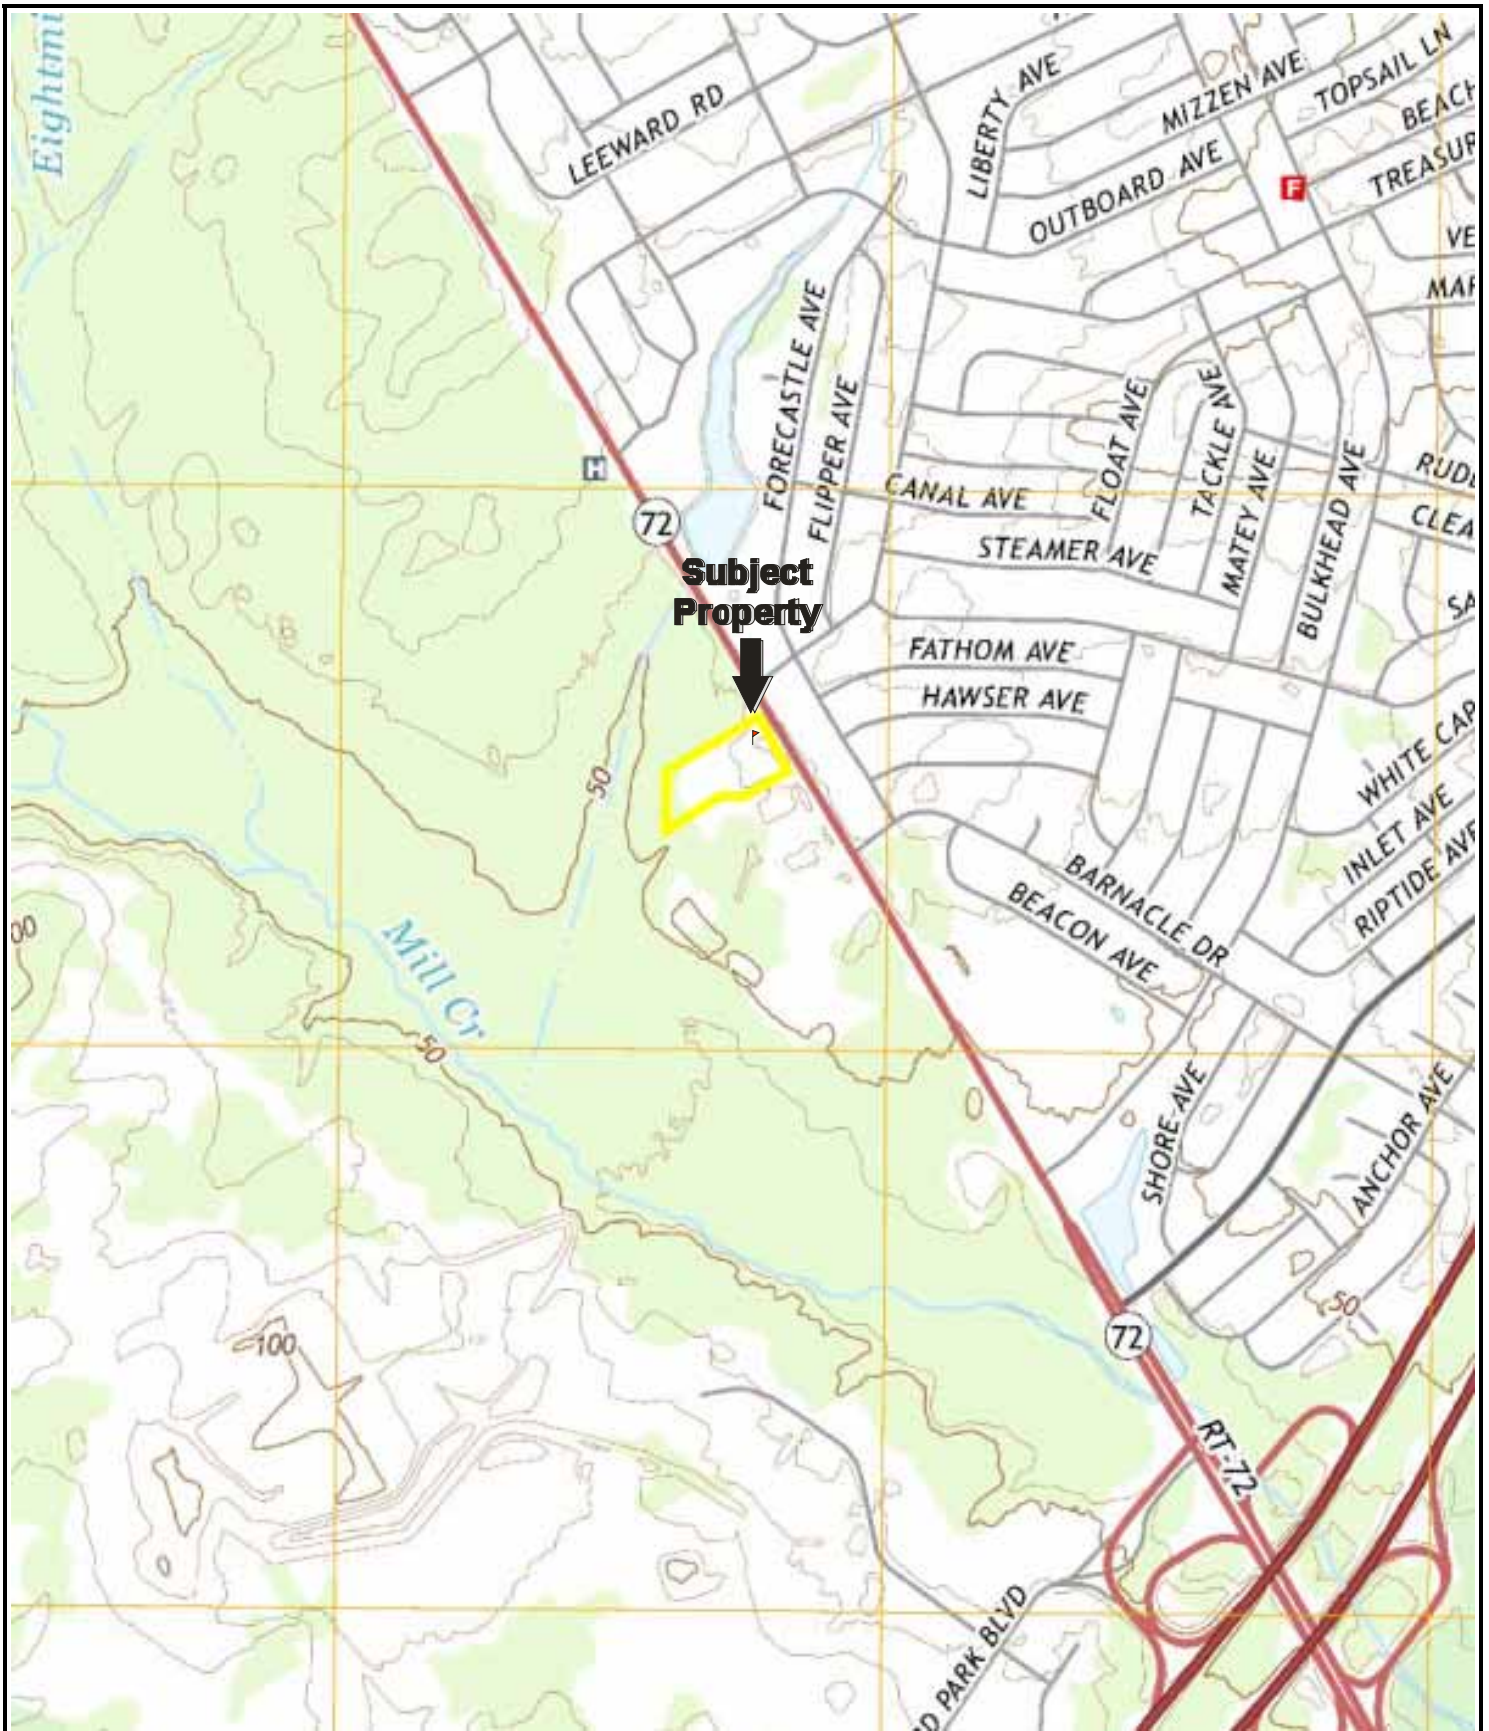 Eightmi
LEEWARD RD
LIBERTY AVE
MIZZEN AVE
TOPSAIL LN
BEACH
TREASUR
OUTBOARD AVE
F
VE
MAR
FORECASTLE AVE
FLIPPER AVE
FLOAT AVE
TACKLE AVE
MATEY AVE
BULKHEAD AVE
H
72
CANAL AVE
RUDD
CLEA
STEAMER AVE
SA
Subject
Property
FATHOM AVE
HAWSER AVE
WHITE CAP
INLET AVE
RIPTIDE AVE
50
BARNACLE DR
BEACON AVE
00
Mill Cr
50
SHORE AVE
ANCHOR AVE
50
100
72
RT-72
RD PARK BLVD